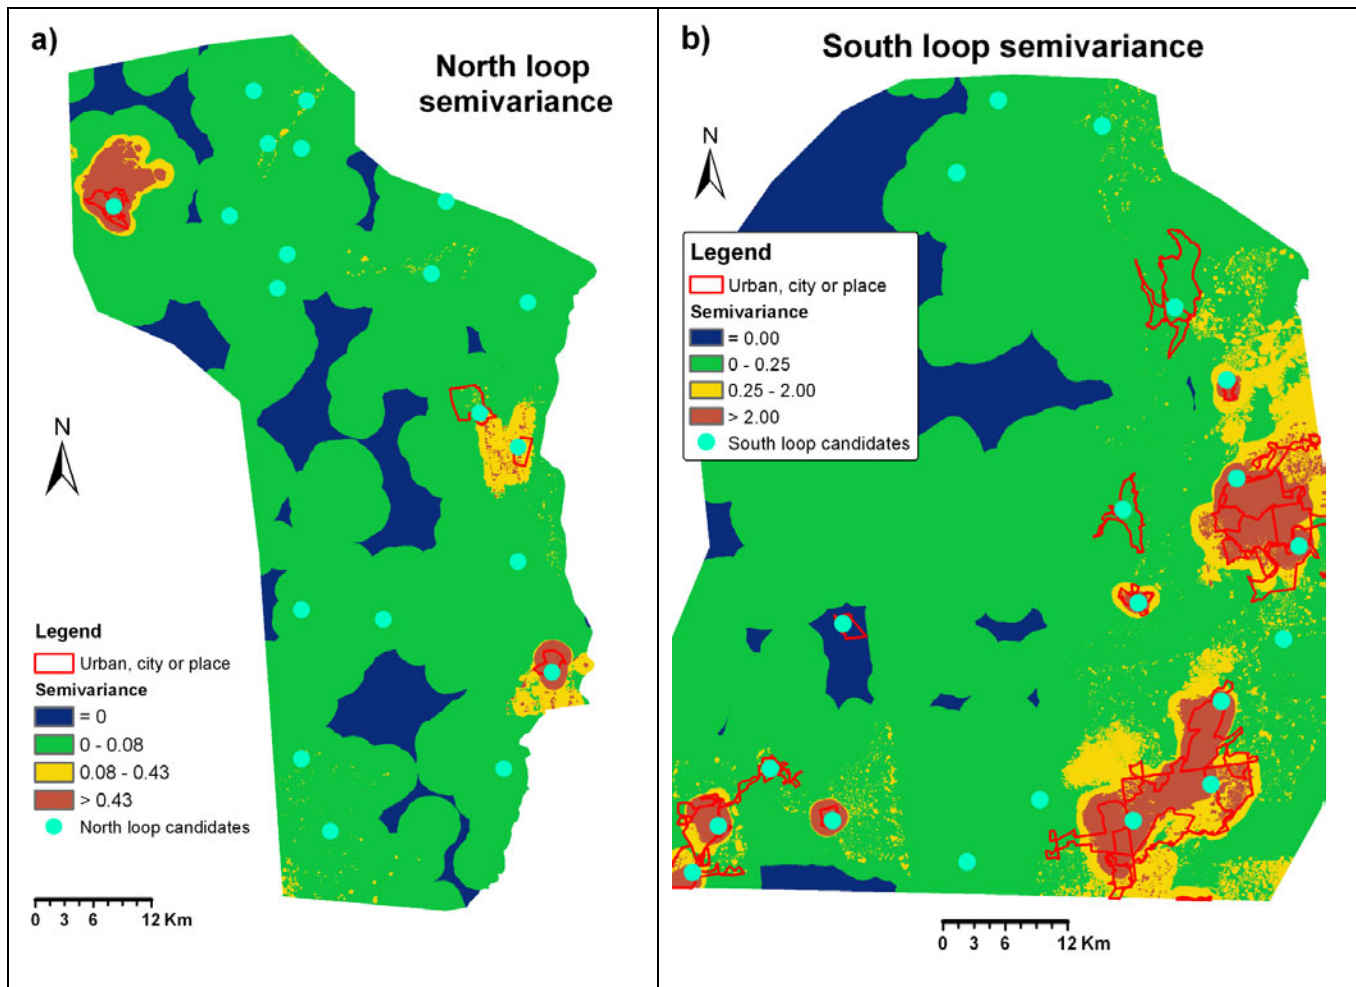 a)
North loop
semivariance
N
Legend
Urban, city or place
Semivariance
= 0
0 - 0.08
0.08 - 0.43
> 0.43
North loop candidates
0 3 6 12 Km
b)
South loop semivariance
N
Legend
Urban, city or place
Semivariance
= 0.00
0 - 0.25
0.25 - 2.00
> 2.00
South loop candidates
0 3 6 12 Km